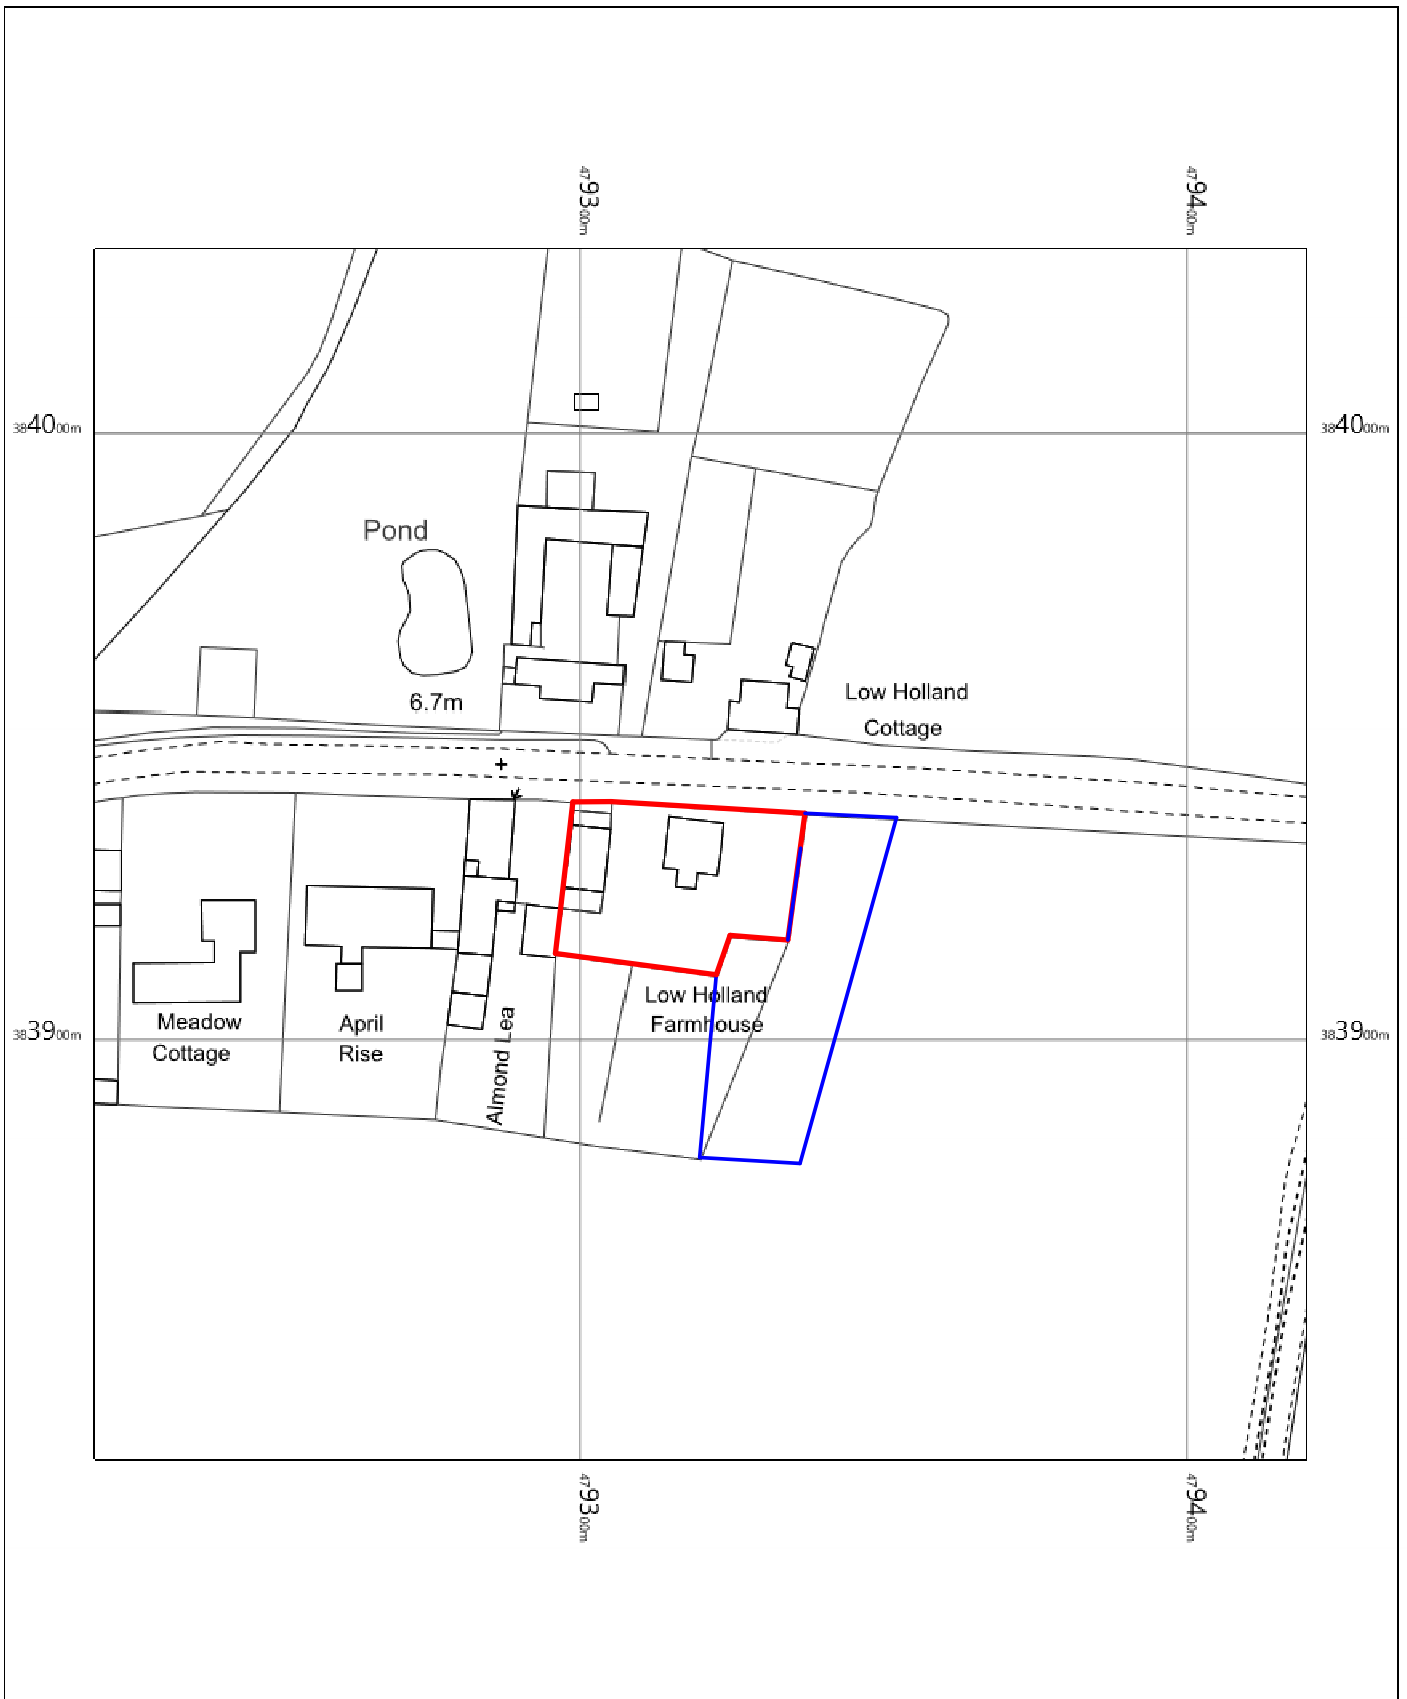 479300m
479400m
384000m
384000m
Pond
6.7m
Low Holland
Cottage
Low Holland
Farmhouse
Meadow
Cottage
April
Rise
Almond Lea
383900m
383900m
479300m
479400m